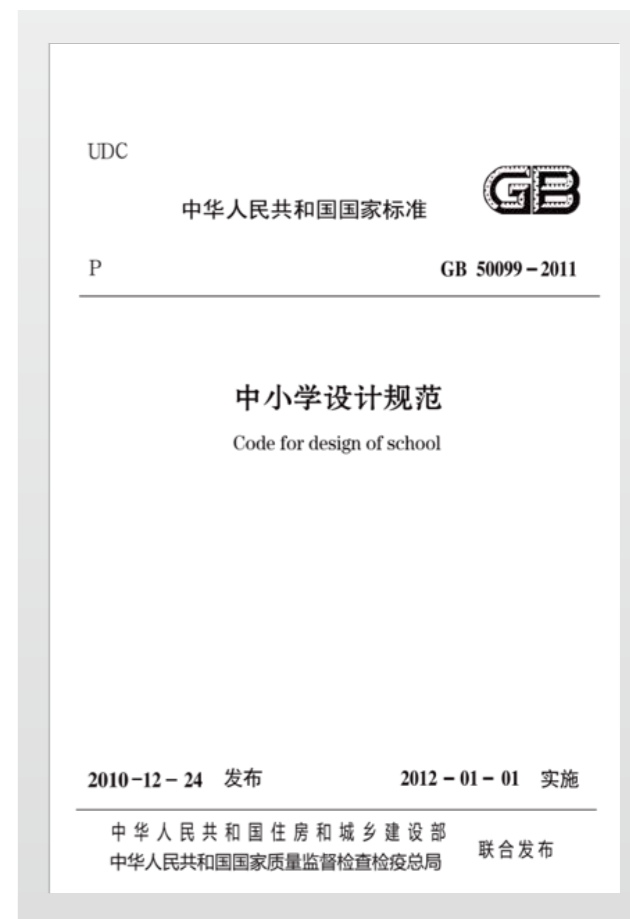 UDC
中华人民共和国国家标准
GB
P
GB 50099-2011
中小学设计规范
Code for design of school
2010-12-24 发布
2012-01-01 实施
中华人民共和国住房和城乡建设部
中华人民共和国国家质量监督检查检疫总局
联合发布